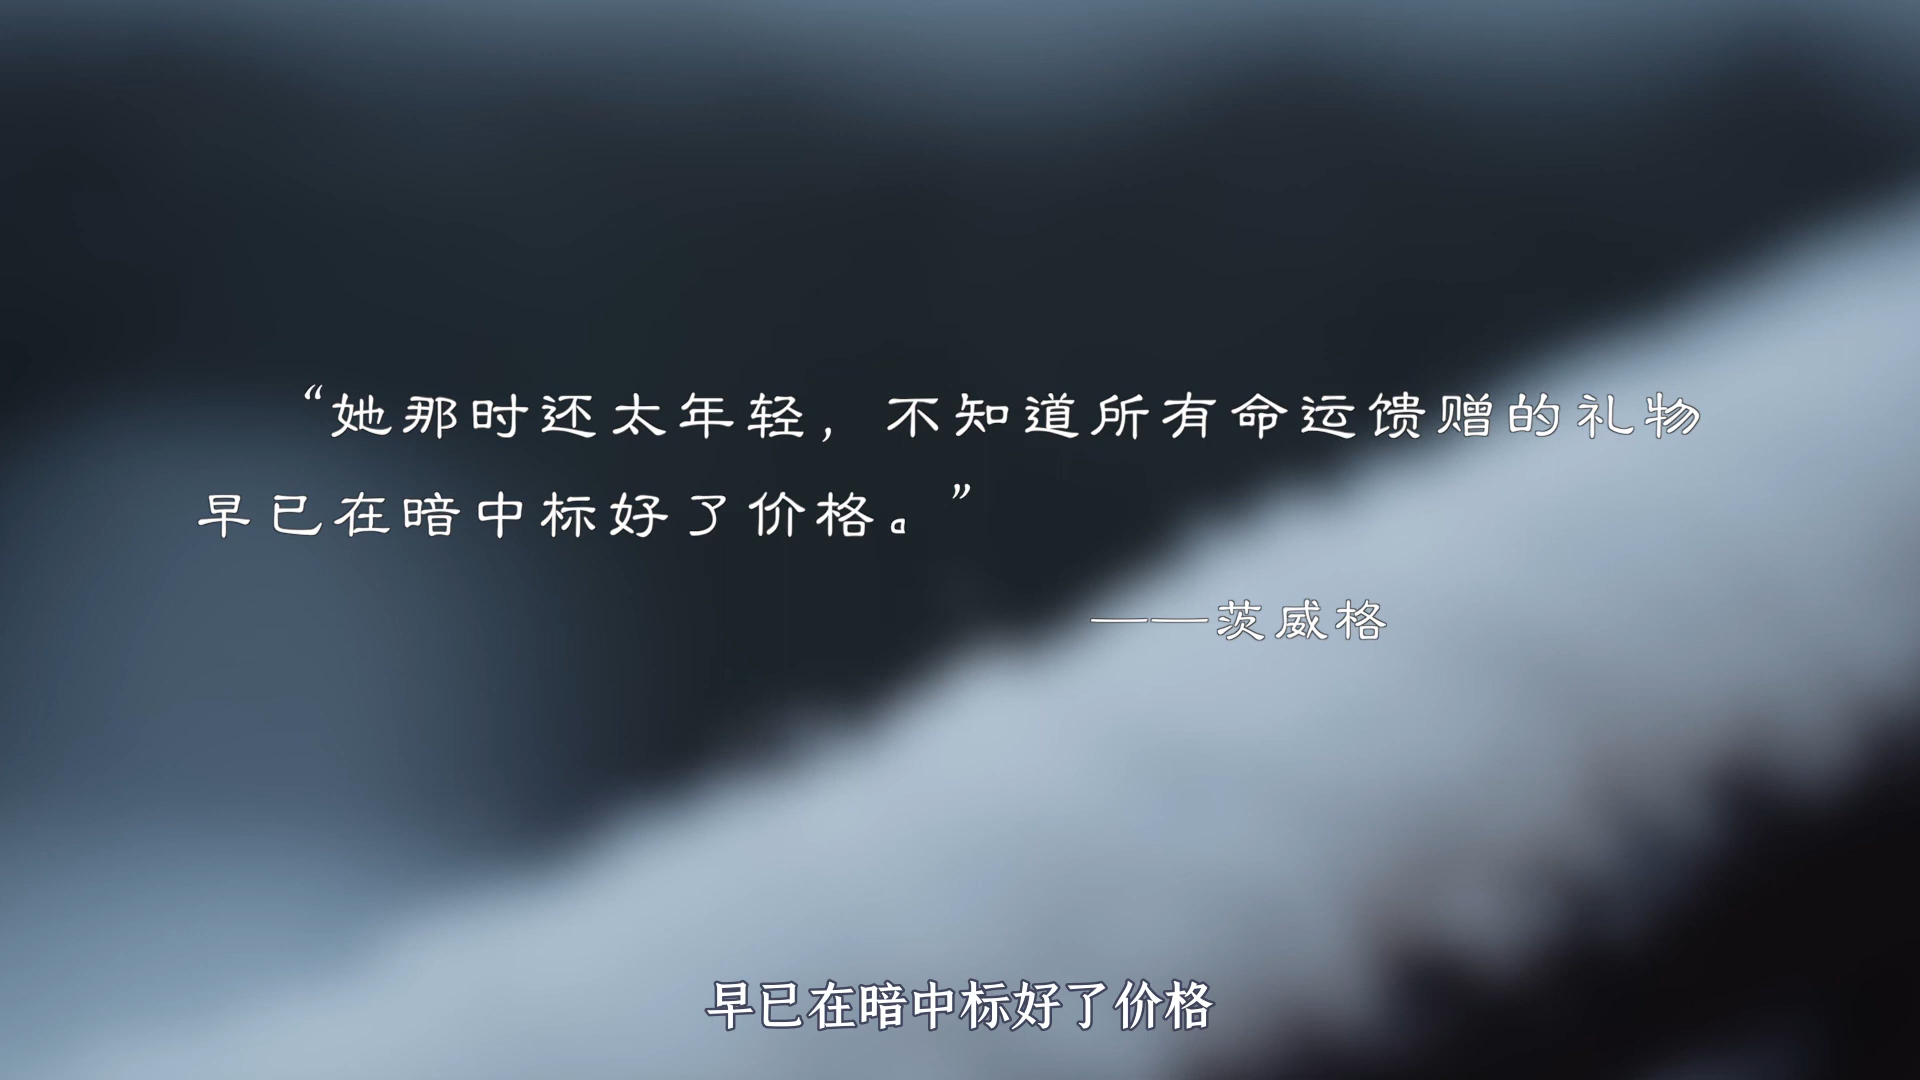 “她那时还太年轻，不知道所有命运馈赠的礼物
早已在暗中标好了价格。”
——茨威格
早已在暗中标好了价格